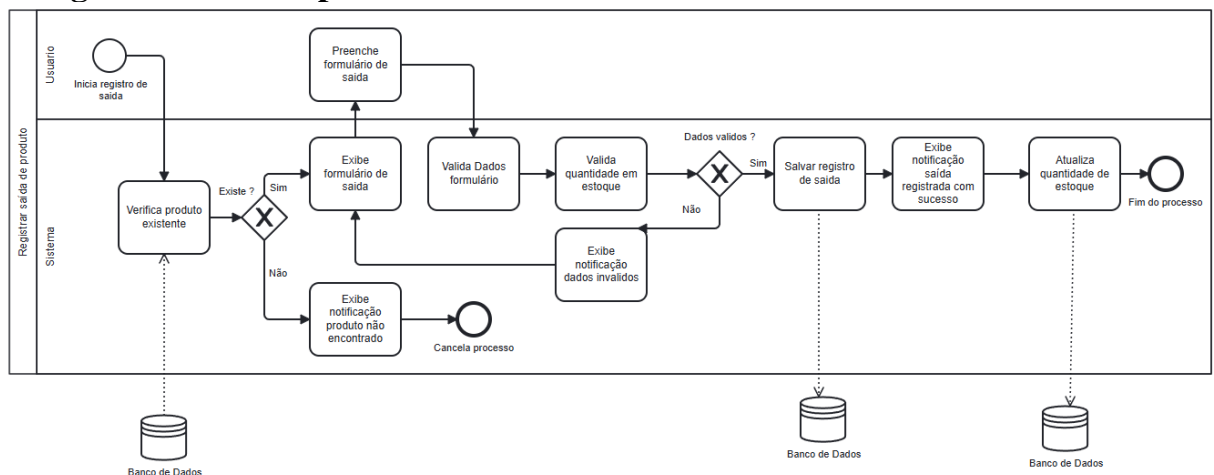 Registrar saída de produto
Usuario
Sistema
Inicia registro de
saída
Preenche
formulário de
saida
Verifica produto
existente
Existe ?
Sim
Não
Exibe
formulário de
saida
Exibe
notificação
produto não
encontrado
Cancela processo
Valida Dados
formulário
Valida
quantidade em
estoque
Dados validos ?
Sim
Não
Exibe
notificação
dados invalidos
Salvar registro
de saida
Exibe
notificação
saída
registrada com
sucesso
Atualiza
quantidade de
estoque
Fim do processo
Banco de Dados
Banco de Dados
Banco de Dados